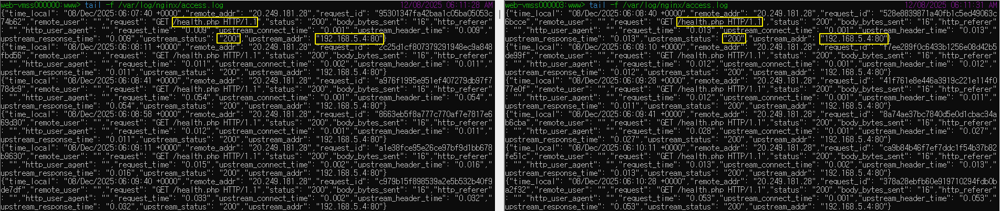 web-vmss000000:www> tail -f /var/log/nginx/access.log 12/08/2025 06:11:28 AM
{"time_local": "08/Dec/2025:06:07:40 +0000","remote_addr": "20.249.181.28","request_id": "95301347fa42baa1c05ba05053c
74b62","remote_user": "","request": "GET /health.php HTTP/1.1","status": "200","body_bytes_sent": "16","http_referer"
: "","http_user_agent": "","request_time": "0.009","upstream_connect_time": "0.001","upstream_header_time": "0.009","
upstream_response_time": "0.009","upstream_status": "200","upstream_addr": "192.168.5.4:80"}
{"time_local": "08/Dec/2025:06:08:11 +0000","remote_addr": "20.249.181.28","request_id": "2c25d1cf807379291948ec9a848
fbd56","remote_user": "","request": "GET /health.php HTTP/1.1","status": "200","body_bytes_sent": "16","http_referer"
: "","http_user_agent": "","request_time": "0.011","upstream_connect_time": "0.002","upstream_header_time": "0.011","
upstream_response_time": "0.011","upstream_status": "200","upstream_addr": "192.168.5.4:80"}
{"time_local": "08/Dec/2025:06:08:41 +0000","remote_addr": "20.249.181.28","request_id": "a976f1995e951ef407279db97f7
78dc9","remote_user": "","request": "GET /health.php HTTP/1.1","status": "200","body_bytes_sent": "16","http_referer"
: "","http_user_agent": "","request_time": "0.054","upstream_connect_time": "0.001","upstream_header_time": "0.054","
upstream_response_time": "0.054","upstream_status": "200","upstream_addr": "192.168.5.4:80"}
{"time_local": "08/Dec/2025:06:08:58 +0000","remote_addr": "20.249.181.28","request_id": "8663eb5f8a777c770af7e7817e6
69d30","remote_user": "","request": "GET /health.php HTTP/1.1","status": "200","body_bytes_sent": "16","http_referer"
: "","http_user_agent": "","request_time": "0.012","upstream_connect_time": "0.001","upstream_header_time": "0.011","
upstream_response_time": "0.011","upstream_status": "200","upstream_addr": "192.168.5.4:80"}
{"time_local": "08/Dec/2025:06:09:11 +0000","remote_addr": "20.249.181.28","request_id": "a1e38fce95e26ce97bf9d1bb678
b9630","remote_user": "","request": "GET /health.php HTTP/1.1","status": "200","body_bytes_sent": "16","http_referer"
: "","http_user_agent": "","request_time": "0.015","upstream_connect_time": "0.002","upstream_header_time": "0.016","
upstream_response_time": "0.016","upstream_status": "200","upstream_addr": "192.168.5.4:80"}
{"time_local": "08/Dec/2025:06:09:40 +0000","remote_addr": "20.249.181.28","request_id": "c979b15f898539a2e5b532b40f9
de7df","remote_user": "","request": "GET /health.php HTTP/1.1","status": "200","body_bytes_sent": "16","http_referer"
: "","http_user_agent": "","request_time": "0.033","upstream_connect_time": "0.002","upstream_header_time": "0.032","
upstream_response_time": "0.032","upstream_status": "200","upstream_addr": "192.168.5.4:80"}
web-vmss000003:www> tail -f /var/log/nginx/access.log 12/08/2025 06:11:31 AM
{"time_local": "08/Dec/2025:06:08:40 +0000","remote_addr": "20.249.181.28","request_id": "528e8839871a40fb1c5ed49063c
6bcce","remote_user": "","request": "GET /health.php HTTP/1.1","status": "200","body_bytes_sent": "16","http_referer"
: "","http_user_agent": "","request_time": "0.013","upstream_connect_time": "0.001","upstream_header_time": "0.013","
upstream_response_time": "0.013","upstream_status": "200","upstream_addr": "192.168.5.4:80"}
{"time_local": "08/Dec/2025:06:09:10 +0000","remote_addr": "20.249.181.28","request_id": "f7ee289f0c6433b1256e08d42b5
de99f","remote_user": "","request": "GET /health.php HTTP/1.1","status": "200","body_bytes_sent": "16","http_referer"
: "","http_user_agent": "","request_time": "0.012","upstream_connect_time": "0.001","upstream_header_time": "0.012","
upstream_response_time": "0.012","upstream_status": "200","upstream_addr": "192.168.5.4:80"}
{"time_local": "08/Dec/2025:06:09:28 +0000","remote_addr": "20.249.181.28","request_id": "41f761e8e446a3919c221e114f0
77e0f","remote_user": "","request": "GET /health.php HTTP/1.1","status": "200","body_bytes_sent": "16","http_referer"
: "","http_user_agent": "","request_time": "0.012","upstream_connect_time": "0.001","upstream_header_time": "0.011","
upstream_response_time": "0.011","upstream_status": "200","upstream_addr": "192.168.5.4:80"}
{"time_local": "08/Dec/2025:06:09:41 +0000","remote_addr": "20.249.181.28","request_id": "8a74ae37bc7840d5e0d1cbac34a
b6cba","remote_user": "","request": "GET /health.php HTTP/1.1","status": "200","body_bytes_sent": "16","http_referer"
: "","http_user_agent": "","request_time": "0.028","upstream_connect_time": "0.001","upstream_header_time": "0.027","
upstream_response_time": "0.027","upstream_status": "200","upstream_addr": "192.168.5.4:80"}
{"time_local": "08/Dec/2025:06:10:11 +0000","remote_addr": "20.249.181.28","request_id": "ca9b84b46f7ef7ddc1f54b37b82
fe51c","remote_user": "","request": "GET /health.php HTTP/1.1","status": "200","body_bytes_sent": "16","http_referer"
: "","http_user_agent": "","request_time": "0.013","upstream_connect_time": "0.002","upstream_header_time": "0.013","
upstream_response_time": "0.013","upstream_status": "200","upstream_addr": "192.168.5.4:80"}
{"time_local": "08/Dec/2025:06:10:28 +0000","remote_addr": "20.249.181.28","request_id": "378a28ebfb60e919710294fdb0b
a2f32","remote_user": "","request": "GET /health.php HTTP/1.1","status": "200","body_bytes_sent": "16","http_referer"
: "","http_user_agent": "","request_time": "0.053","upstream_connect_time": "0.001","upstream_header_time": "0.053","
upstream_response_time": "0.053","upstream_status": "200","upstream_addr": "192.168.5.4:80"}